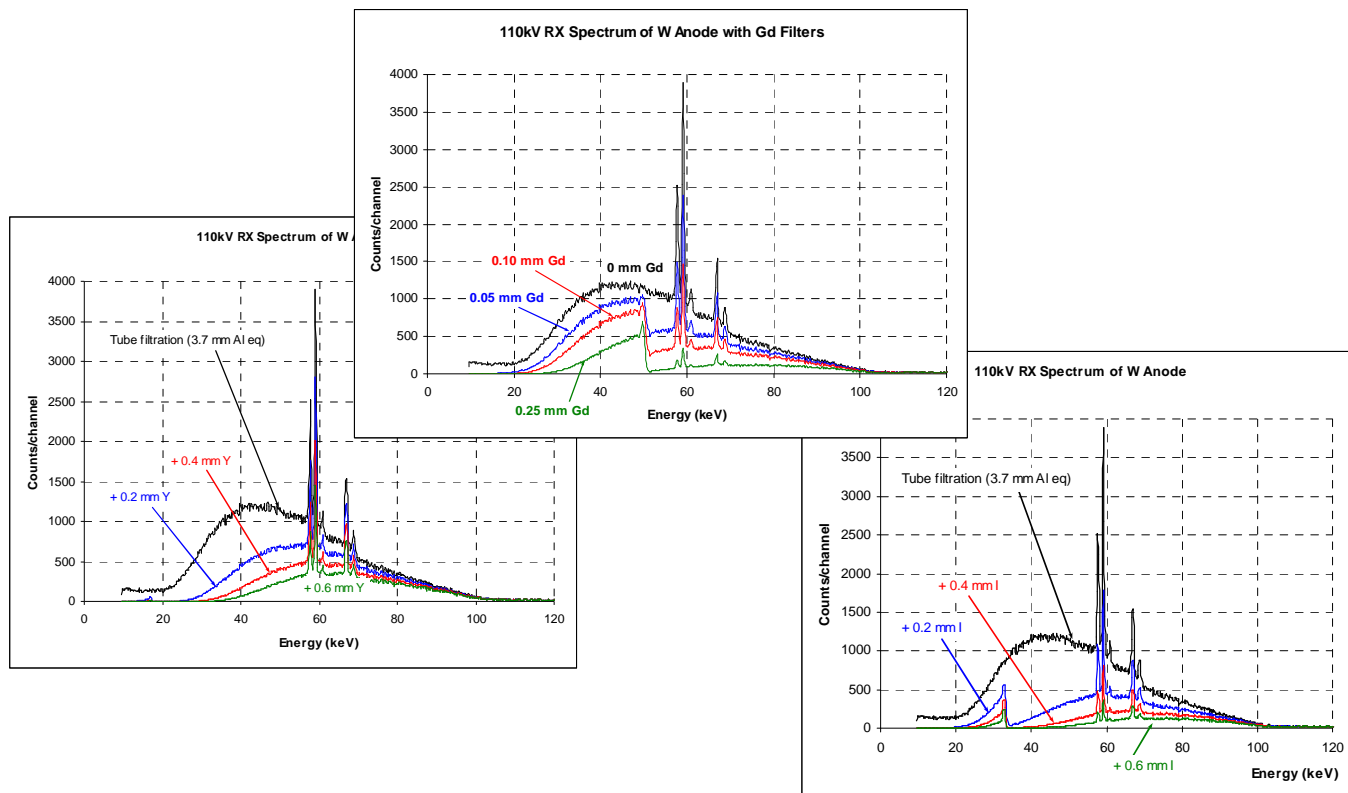 110kV RX Spectrum of W Anode with Gd Filters
4000
3500
3000
2500
2000
1500
1000
500
0
Counts/channel
0 mm Gd
0.10 mm Gd
0.05 mm Gd
0.25 mm Gd
0 20 40 60 80 100 120
Energy (keV)
110kV RX Spectrum of W
4000
3500
3000
2500
2000
1500
1000
500
0
Counts/channel
Tube filtration (3.7 mm Al eq)
+ 0.4 mm Y
+ 0.2 mm Y
+ 0.6 mm Y
0 20 40 60 80 100 120
Energy (keV)
110kV RX Spectrum of W Anode
3500
3000
2500
2000
1500
1000
500
0
Counts/channel
Tube filtration (3.7 mm Al eq)
+ 0.4 mm I
+ 0.2 mm I
+ 0.6 mm I
0 20 40 60 80 100 120
Energy (keV)